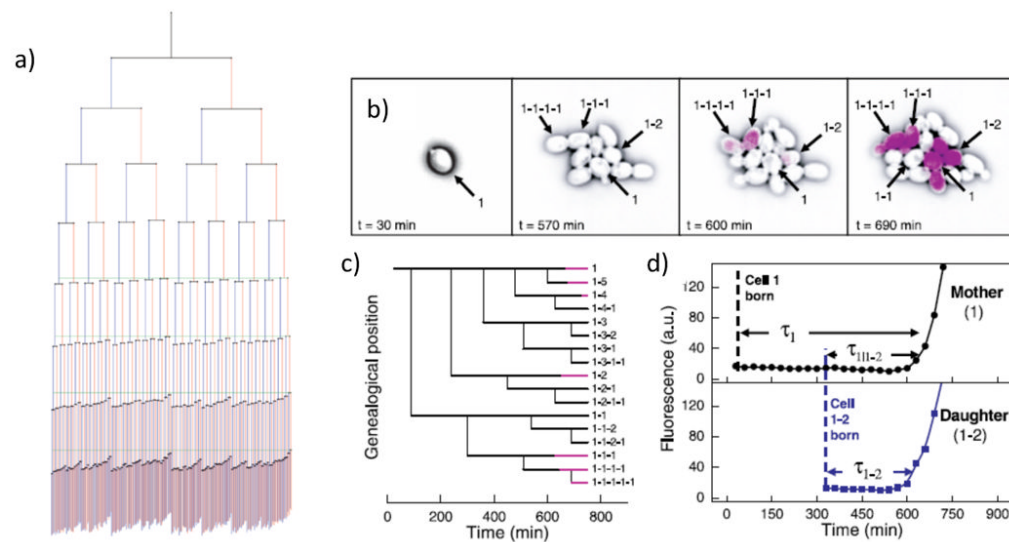 a)
b)
1
t = 30 min
1-1-1-1
1-1-1
1-2
1
t = 570 min
1-1-1-1
1-1-1
1-2
1
t = 600 min
1-1-1-1
1-1-1
1-2
1-1
1
t = 690 min
c)
Genealogical position
1
1-5
1-4
1-4-1
1-3
1-3-2
1-3-1
1-3-1-1
1-2
1-2-1
1-2-1-1
1-1
1-1-2
1-1-2-1
1-1-1
1-1-1-1
1-1-1-1-1
0 200 400 600 800
Time (min)
d)
Fluorescence (a.u.)
120
80
40
0
Cell 1
born
Mother
(1)
τ1
τ1||1-2
120
80
40
0
Cell
1-2
born
Daughter
(1-2)
τ1-2
0 150 300 450 600 750 900
Time (min)